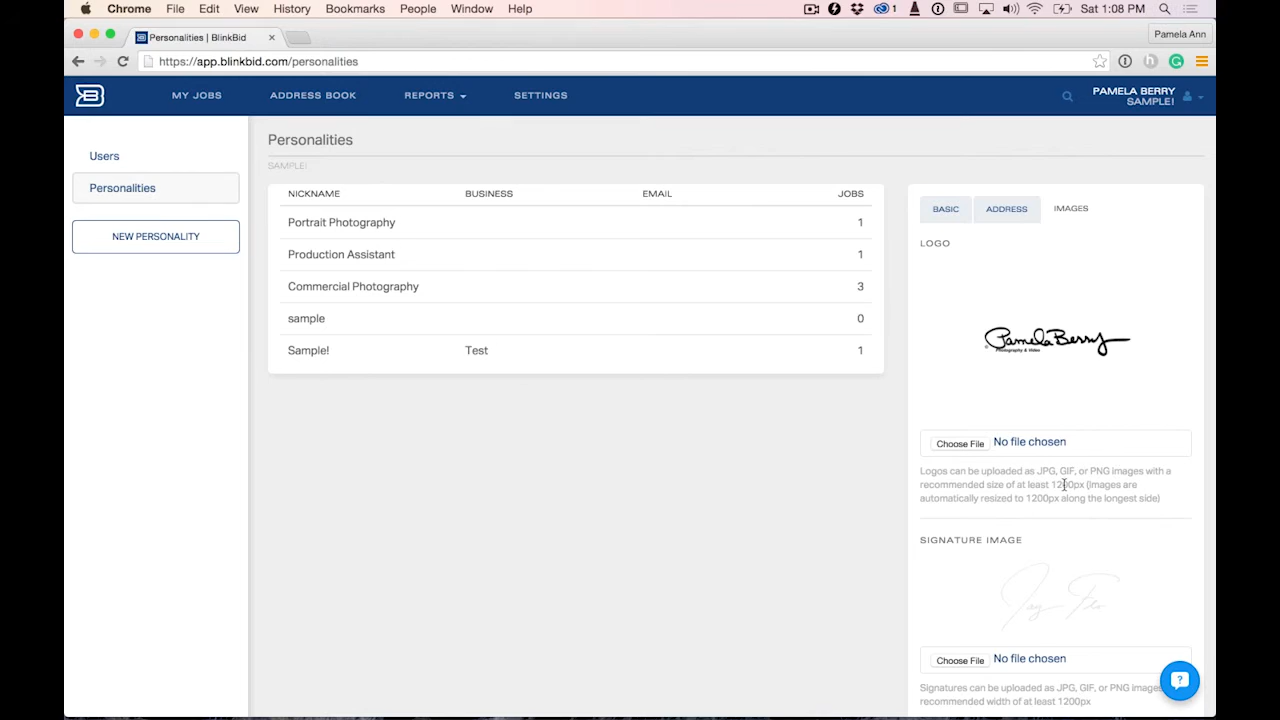 Chrome File Edit View History Bookmarks People Window Help
1 Sat 1:08 PM
Personalities | BlinkBid
Pamela Ann
https://app.blinkbid.com/personalities
MY JOBS ADDRESS BOOK REPORTS SETTINGS
PAMELA BERRY
SAMPLE!
Users
Personalities
NEW PERSONALITY
Personalities
SAMPLE!
NICKNAME BUSINESS EMAIL JOBS
Portrait Photography 1
Production Assistant 1
Commercial Photography 3
sample 0
Sample! Test 1
BASIC ADDRESS IMAGES
LOGO
PamelaBerry
Photography & Video
Choose File No file chosen
Logos can be uploaded as JPG, GIF, or PNG images with a
recommended size of at least 1200px (Images are
automatically resized to 1200px along the longest side)
SIGNATURE IMAGE
Choose File No file chosen
Signatures can be uploaded as JPG, GIF, or PNG images
recommended width of at least 1200px